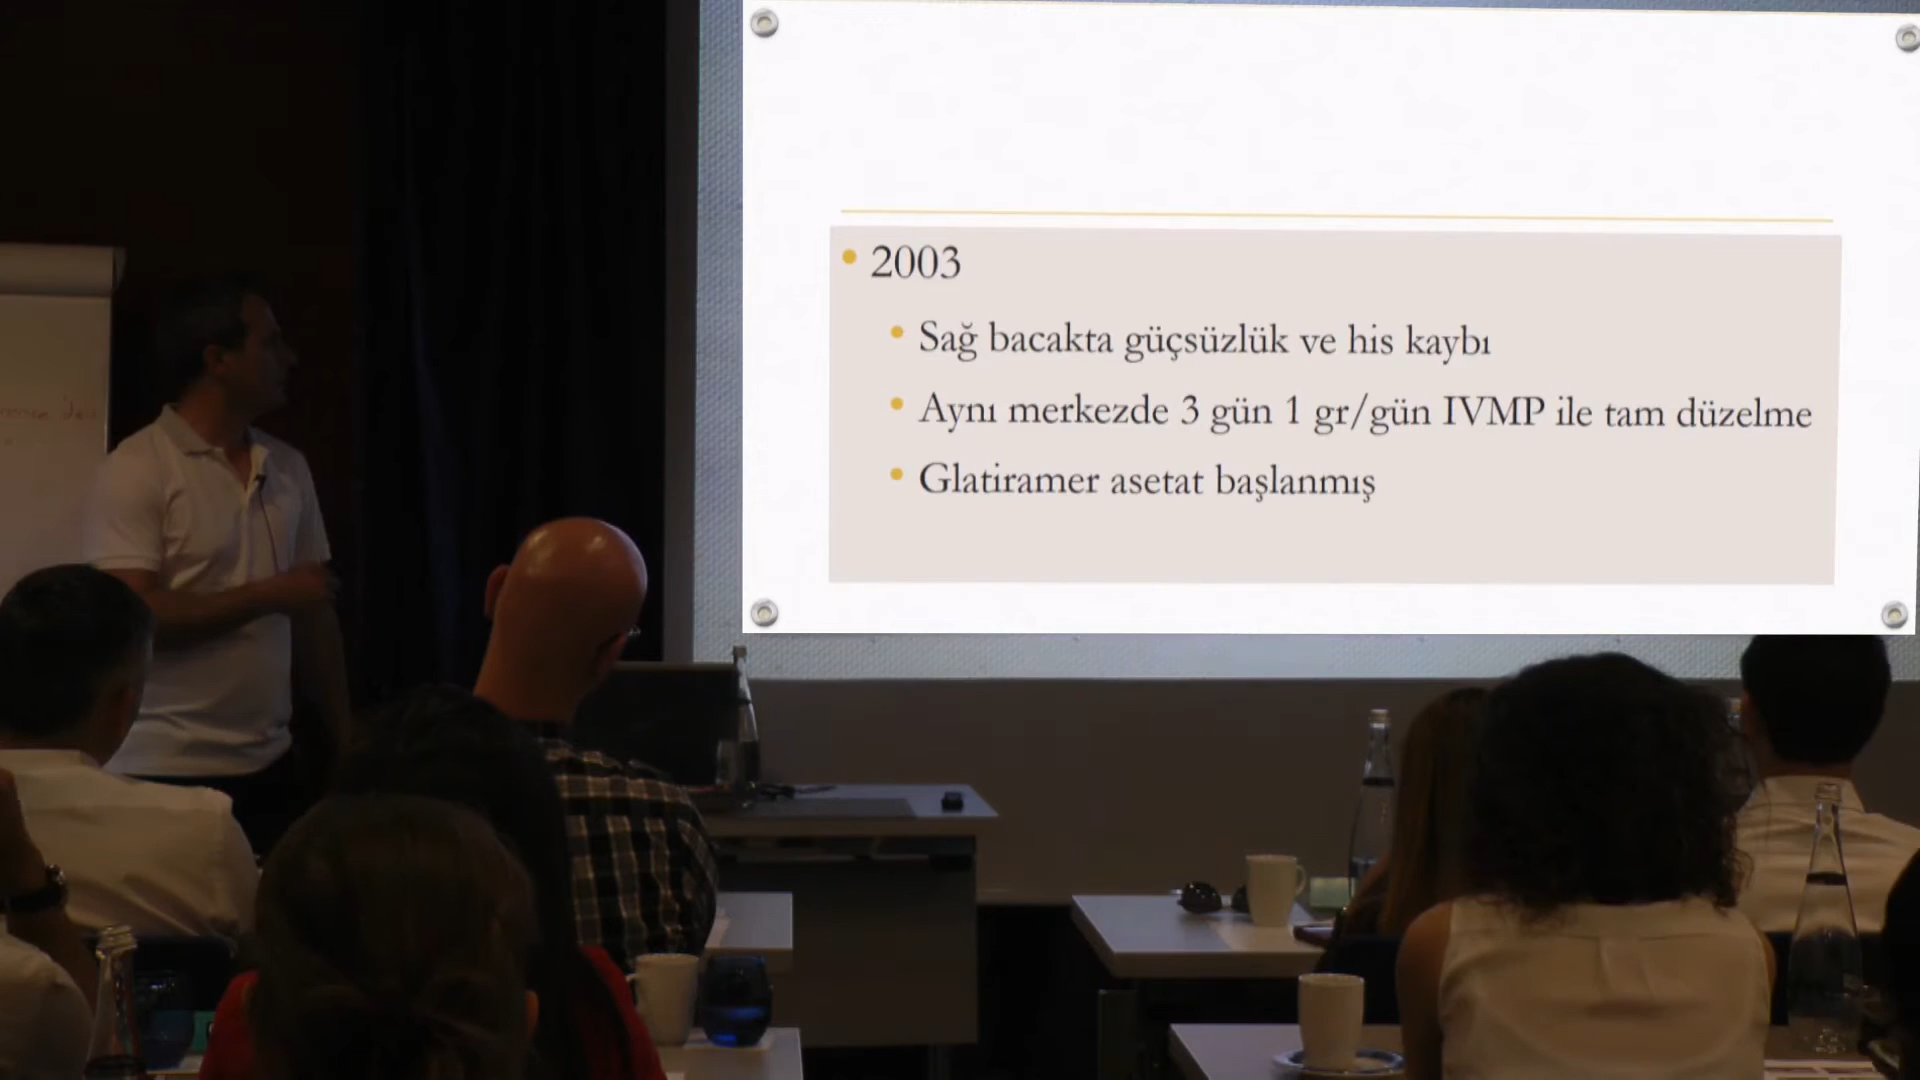 2003
Sağ bacakta güçsüzlük ve his kaybı
Aynı merkezde 3 gün 1 gr/gün IVMP ile tam düzelme
Glatiramer asetat başlanmış